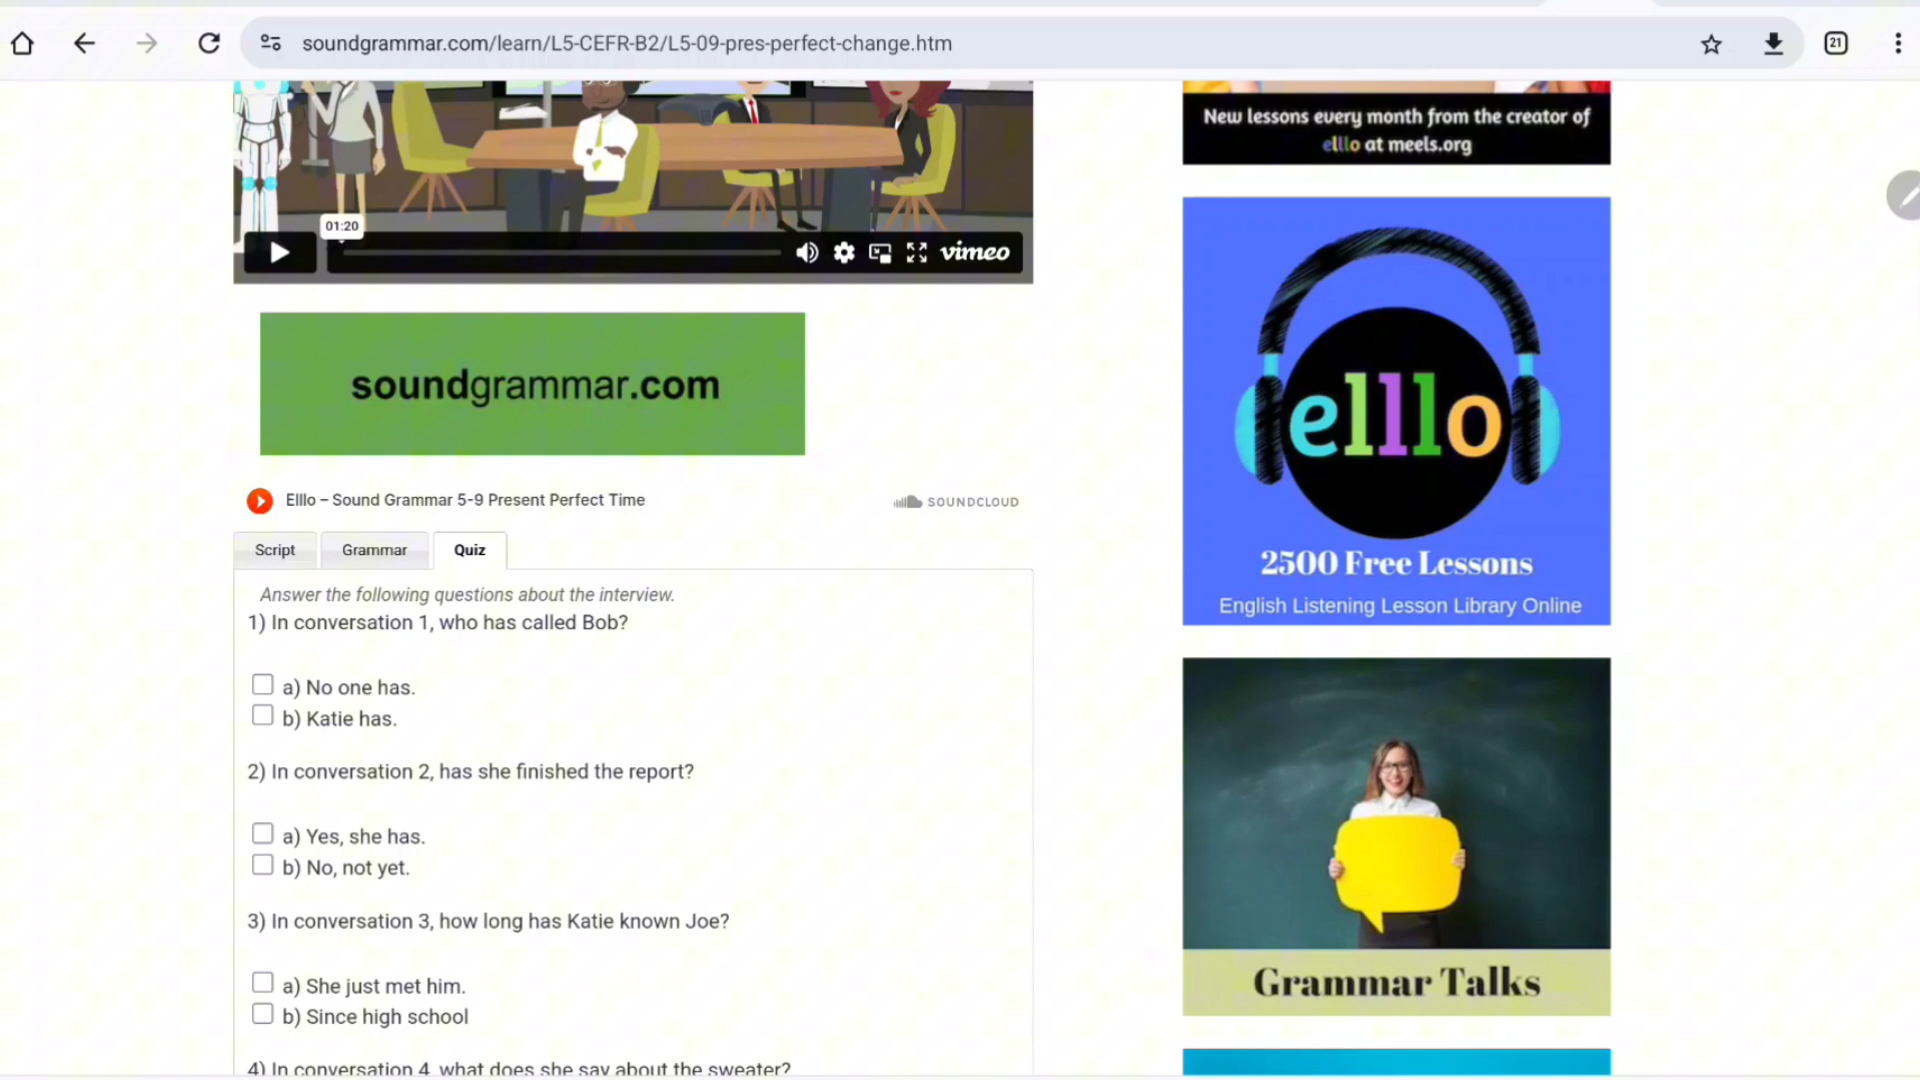 soundgrammar.com/learn/L5-CEFR-B2/L5-09-pres-perfect-change.htm
21
New lessons every month from the creator of
elllo at meels.org
01:20
vimeo
soundgrammar.com
elllo
2500 Free Lessons
English Listening Lesson Library Online
Elllo – Sound Grammar 5-9 Present Perfect Time
SOUNDCLOUD
Script
Grammar
Quiz
Answer the following questions about the interview.
1) In conversation 1, who has called Bob?
a) No one has.
b) Katie has.
2) In conversation 2, has she finished the report?
a) Yes, she has.
b) No, not yet.
3) In conversation 3, how long has Katie known Joe?
a) She just met him.
b) Since high school
4) In conversation 4, what does she say about the sweater?
Grammar Talks